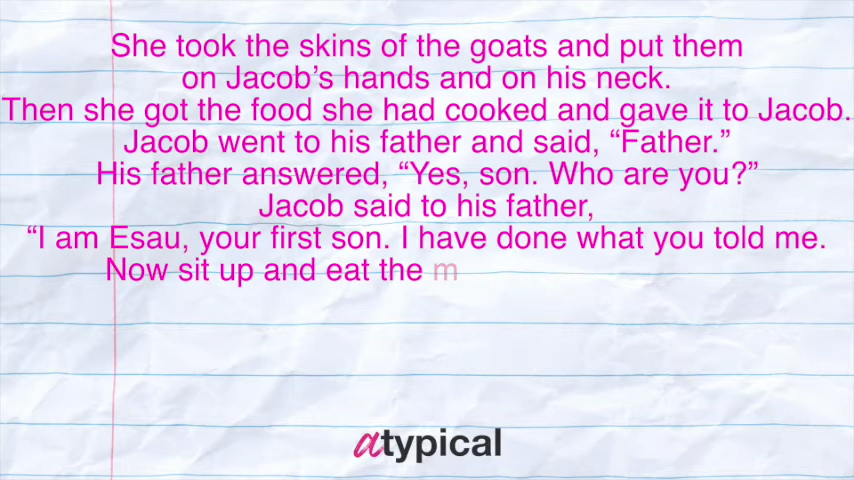 She took the skins of the goats and put them
on Jacob’s hands and on his neck.
Then she got the food she had cooked and gave it to Jacob.
Jacob went to his father and said, “Father.”
His father answered, “Yes, son. Who are you?”
Jacob said to his father,
“I am Esau, your first son. I have done what you told me.
Now sit up and eat the m
atypical